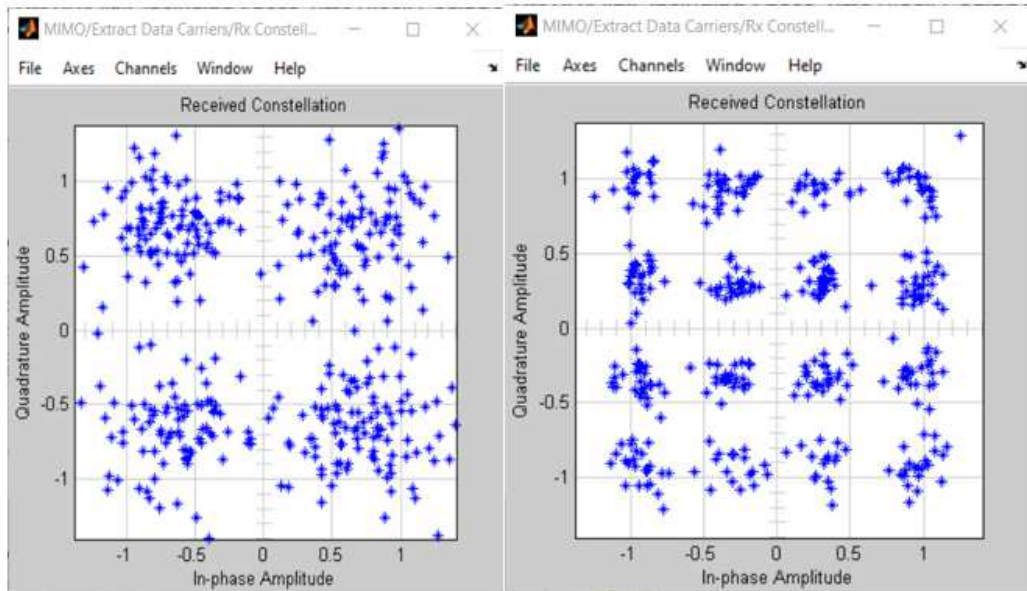 MIMO/Extract Data Carriers/Rx Constell...
File Axes Channels Window Help
Received Constellation
Quadrature Amplitude
1
0.5
0
-0.5
-1
-1 -0.5 0 0.5 1
In-phase Amplitude
MIMO/Extract Data Carriers/Rx Constell...
File Axes Channels Window Help
Received Constellation
Quadrature Amplitude
1
0.5
0
-0.5
-1
-1 -0.5 0 0.5 1
In-phase Amplitude